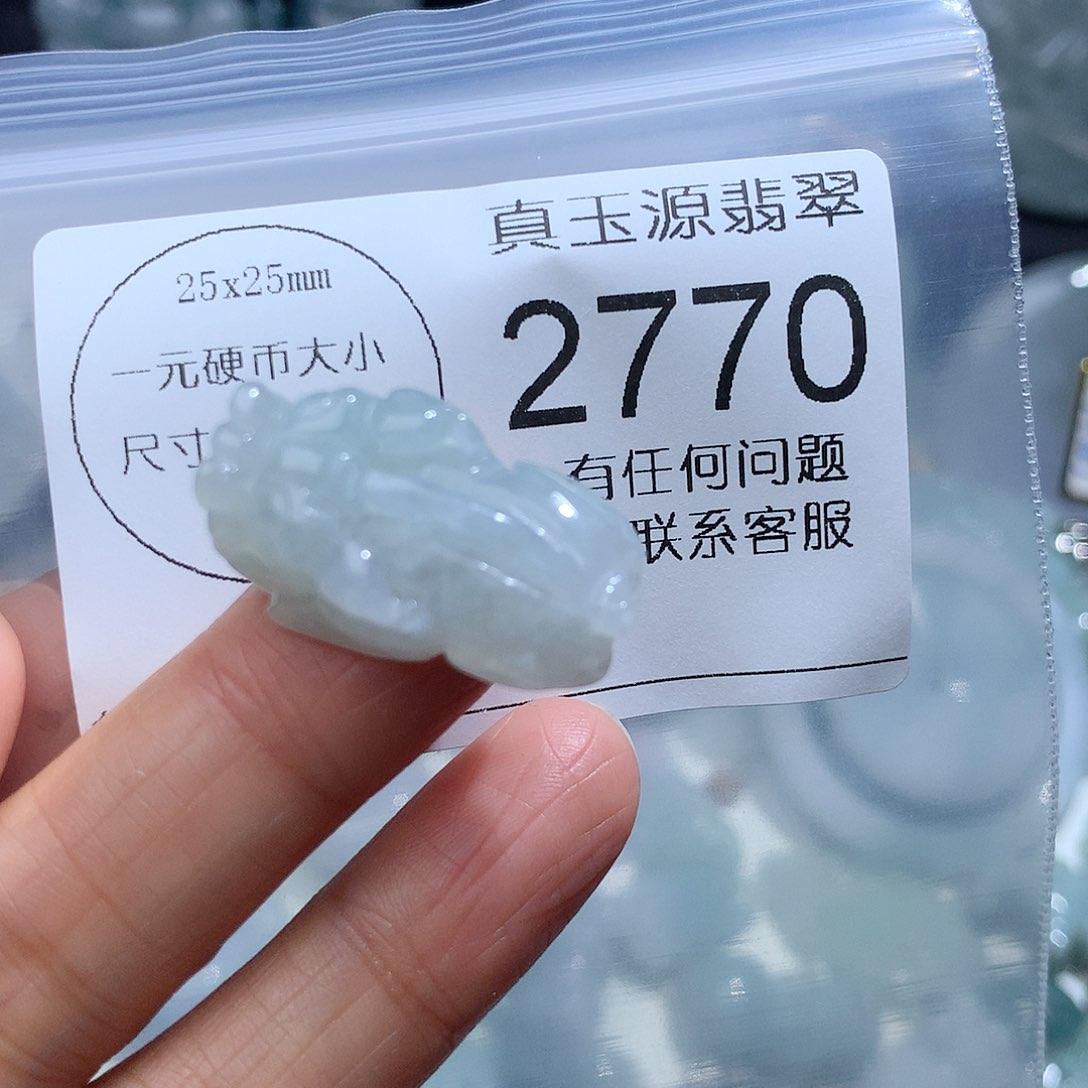 真玉源翡翠
25x25mm
一元硬币大小
尺寸
2770
有任何问题
联系客服